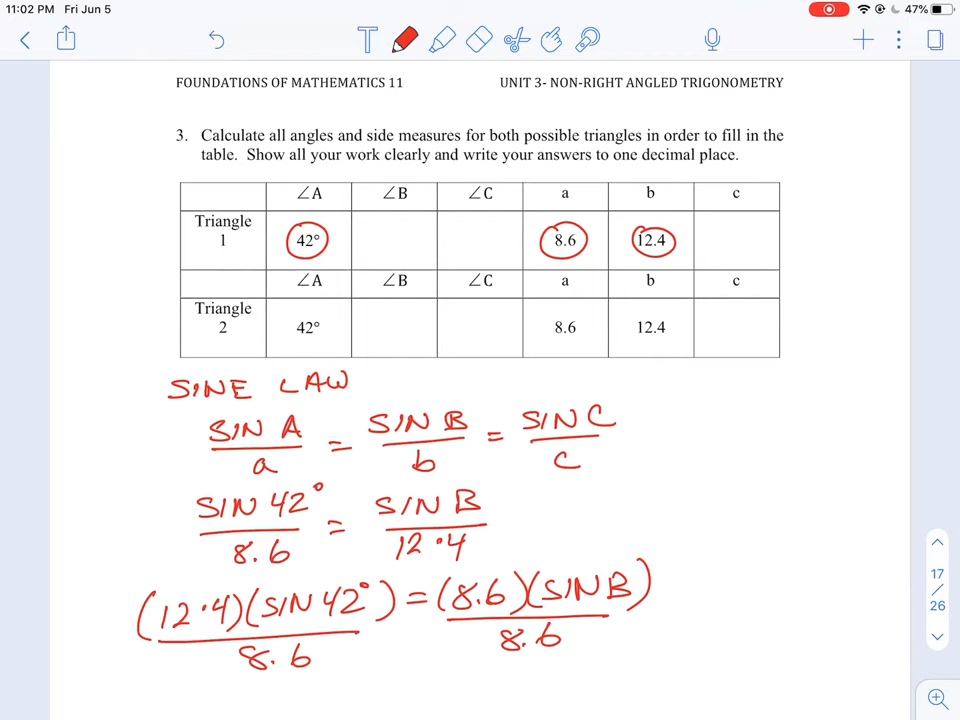 11:02 PM Fri Jun 5 47%
T
FOUNDATIONS OF MATHEMATICS 11 UNIT 3- NON-RIGHT ANGLED TRIGONOMETRY
3. Calculate all angles and side measures for both possible triangles in order to fill in the
table. Show all your work clearly and write your answers to one decimal place.
∠A ∠B ∠C a b c
Triangle
1 42° 8.6 12.4
∠A ∠B ∠C a b c
Triangle
2 42° 8.6 12.4
SINE LAW
SIN A / a = SIN B / b = SIN C / c
SIN 42° / 8.6 = SIN B / 12.4
(12.4)(SIN 42°) / 8.6 = (8.6)(SIN B) / 8.6
17
/
26